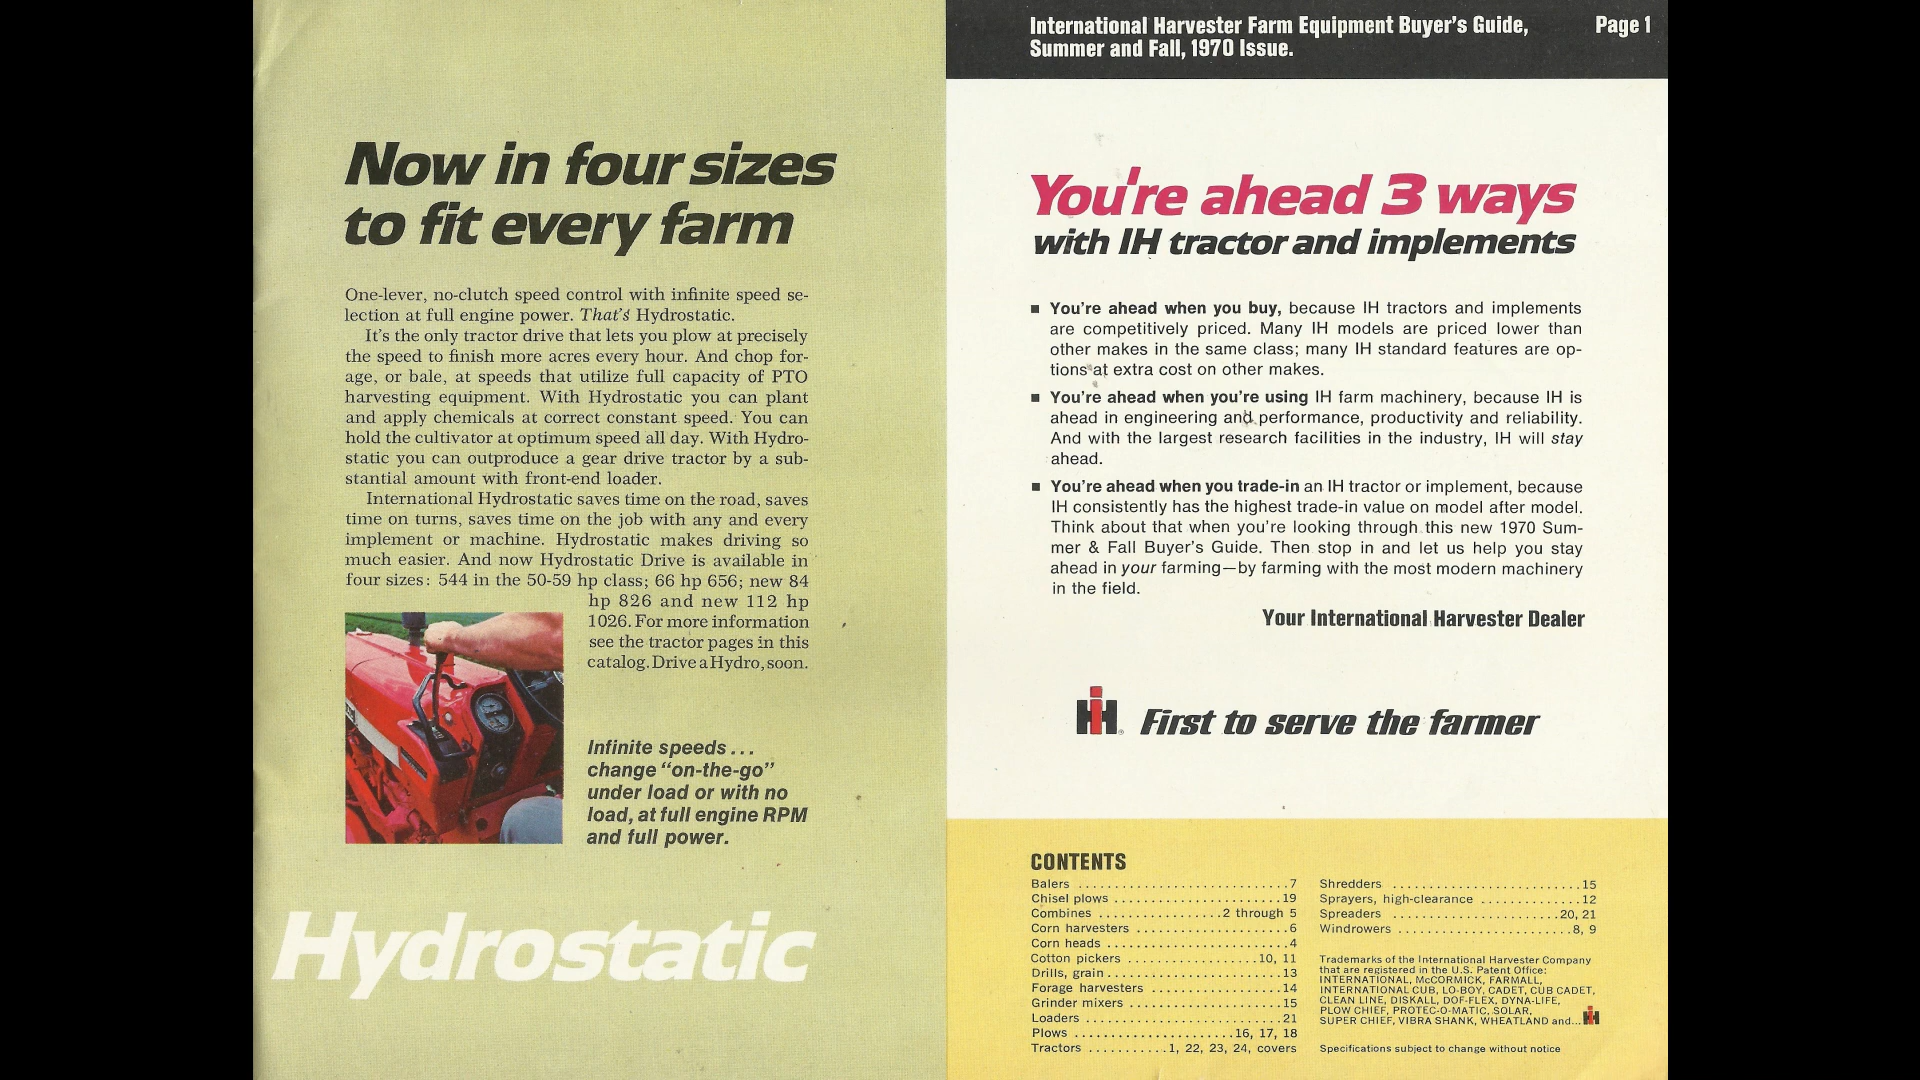 Now in four sizes
to fit every farm
One-lever, no-clutch speed control with infinite speed se-
lection at full engine power. That's Hydrostatic.
It's the only tractor drive that lets you plow at precisely
the speed to finish more acres every hour. And chop for-
age, or bale, at speeds that utilize full capacity of PTO
harvesting equipment. With Hydrostatic you can plant
and apply chemicals at correct constant speed. You can
hold the cultivator at optimum speed all day. With Hydro-
static you can outproduce a gear drive tractor by a sub-
stantial amount with front-end loader.
International Hydrostatic saves time on the road, saves
time on turns, saves time on the job with any and every
implement or machine. Hydrostatic makes driving so
much easier. And now Hydrostatic Drive is available in
four sizes: 544 in the 50-59 hp class; 66 hp 656; new 84
hp 826 and new 112 hp
1026. For more information
see the tractor pages in this
catalog. Drive a Hydro, soon.
Infinite speeds...
change "on-the-go"
under load or with no
load, at full engine RPM
and full power.
Hydrostatic
International Harvester Farm Equipment Buyer's Guide, Page 1
Summer and Fall, 1970 Issue.
You're ahead 3 ways
with IH tractor and implements
■ You're ahead when you buy, because IH tractors and implements
are competitively priced. Many IH models are priced lower than
other makes in the same class; many IH standard features are op-
tions at extra cost on other makes.
■ You're ahead when you're using IH farm machinery, because IH is
ahead in engineering and performance, productivity and reliability.
And with the largest research facilities in the industry, IH will stay
ahead.
■ You're ahead when you trade-in an IH tractor or implement, because
IH consistently has the highest trade-in value on model after model.
Think about that when you're looking through this new 1970 Sum-
mer & Fall Buyer's Guide. Then stop in and let us help you stay
ahead in your farming—by farming with the most modern machinery
in the field.
Your International Harvester Dealer
IH® First to serve the farmer
CONTENTS
Balers ............................7
Chisel plows .......................19
Combines .................2 through 5
Corn harvesters ......................6
Corn heads .........................4
Cotton pickers ..................10, 11
Drills, grain.........................13
Forage harvesters ..................14
Grinder mixers .....................15
Loaders ...........................21
Plows ......................16, 17, 18
Tractors ...........1, 22, 23, 24, covers
Shredders ..........................15
Sprayers, high-clearance ..............12
Spreaders .......................20, 21
Windrowers ........................8, 9
Trademarks of the International Harvester Company
that are registered in the U.S. Patent Office:
INTERNATIONAL, McCORMICK, FARMALL,
INTERNATIONAL CUB, LO-BOY, CADET, CUB CADET,
CLEAN LINE, DISKALL, DOF-FLEX, DYNA-LIFE,
PLOW CHIEF, PROTEC-O-MATIC, SOLAR,
SUPER CHIEF, VIBRA SHANK, WHEATLAND and... IH
Specifications subject to change without notice